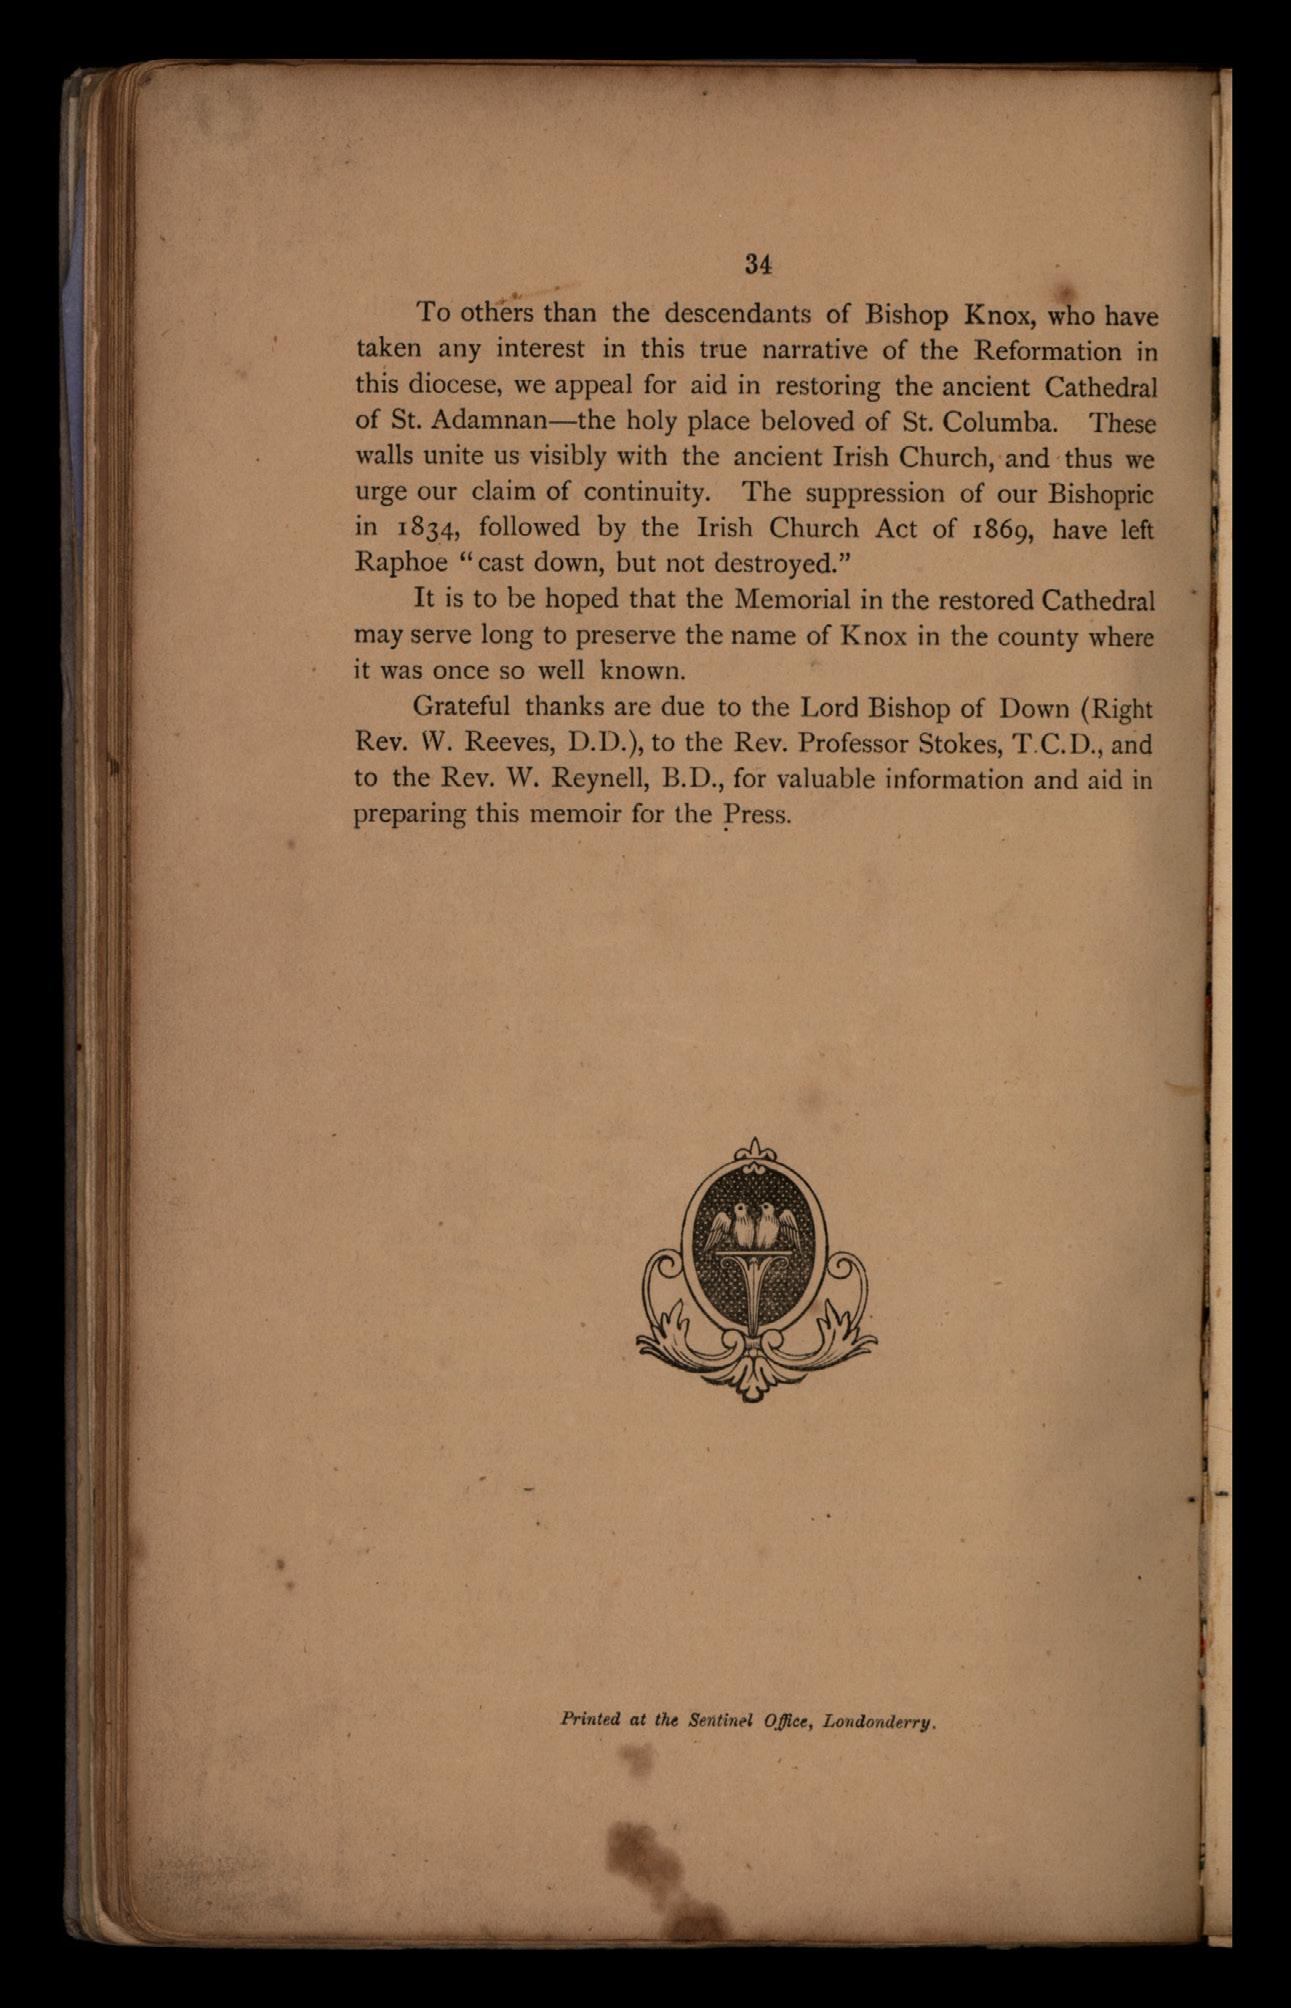 34
To others than the descendants of Bishop Knox, who have
taken any interest in this true narrative of the Reformation in
this diocese, we appeal for aid in restoring the ancient Cathedral
of St. Adamnan—the holy place beloved of St. Columba. These
walls unite us visibly with the ancient Irish Church, and thus we
urge our claim of continuity. The suppression of our Bishopric
in 1834, followed by the Irish Church Act of 1869, have left
Raphoe “cast down, but not destroyed.”
It is to be hoped that the Memorial in the restored Cathedral
may serve long to preserve the name of Knox in the county where
it was once so well known.
Grateful thanks are due to the Lord Bishop of Down (Right
Rev. W. Reeves, D.D.), to the Rev. Professor Stokes, T.C.D., and
to the Rev. W. Reynell, B.D., for valuable information and aid in
preparing this memoir for the Press.
Printed at the Sentinel Office, Londonderry.